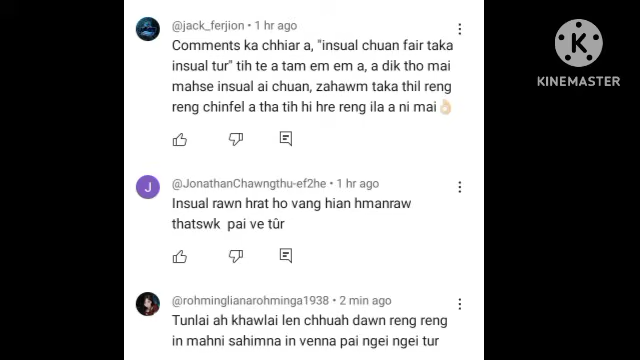 @jack_ferjion • 1 hr ago
Comments ka chhiar a, "insual chuan fair taka
insual tur" tih te a tam em em a, a dik tho mai
mahse insual ai chuan, zahawm taka thil reng
reng chinfel a tha tih hi hre reng ila a ni mai👌🏻
KINEMASTER
J
@JonathanChawngthu-ef2he • 1 hr ago
Insual rawn hrat ho vang hian hmanraw
thatswk pai ve tûr
@rohminglianarohminga1938 • 2 min ago
Tunlai ah khawlai len chhuah dawn reng reng
in mahni sahimna in venna pai ngei ngei tur